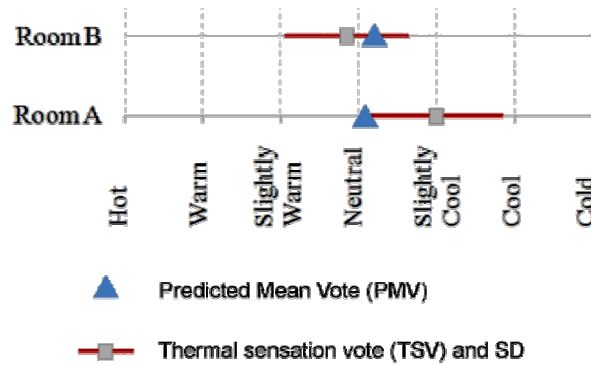 Room B
Room A
Hot
Warm
Slightly
Warm
Neutral
Slightly
Cool
Cool
Cold
Predicted Mean Vote (PMV)
Thermal sensation vote (TSV) and SD